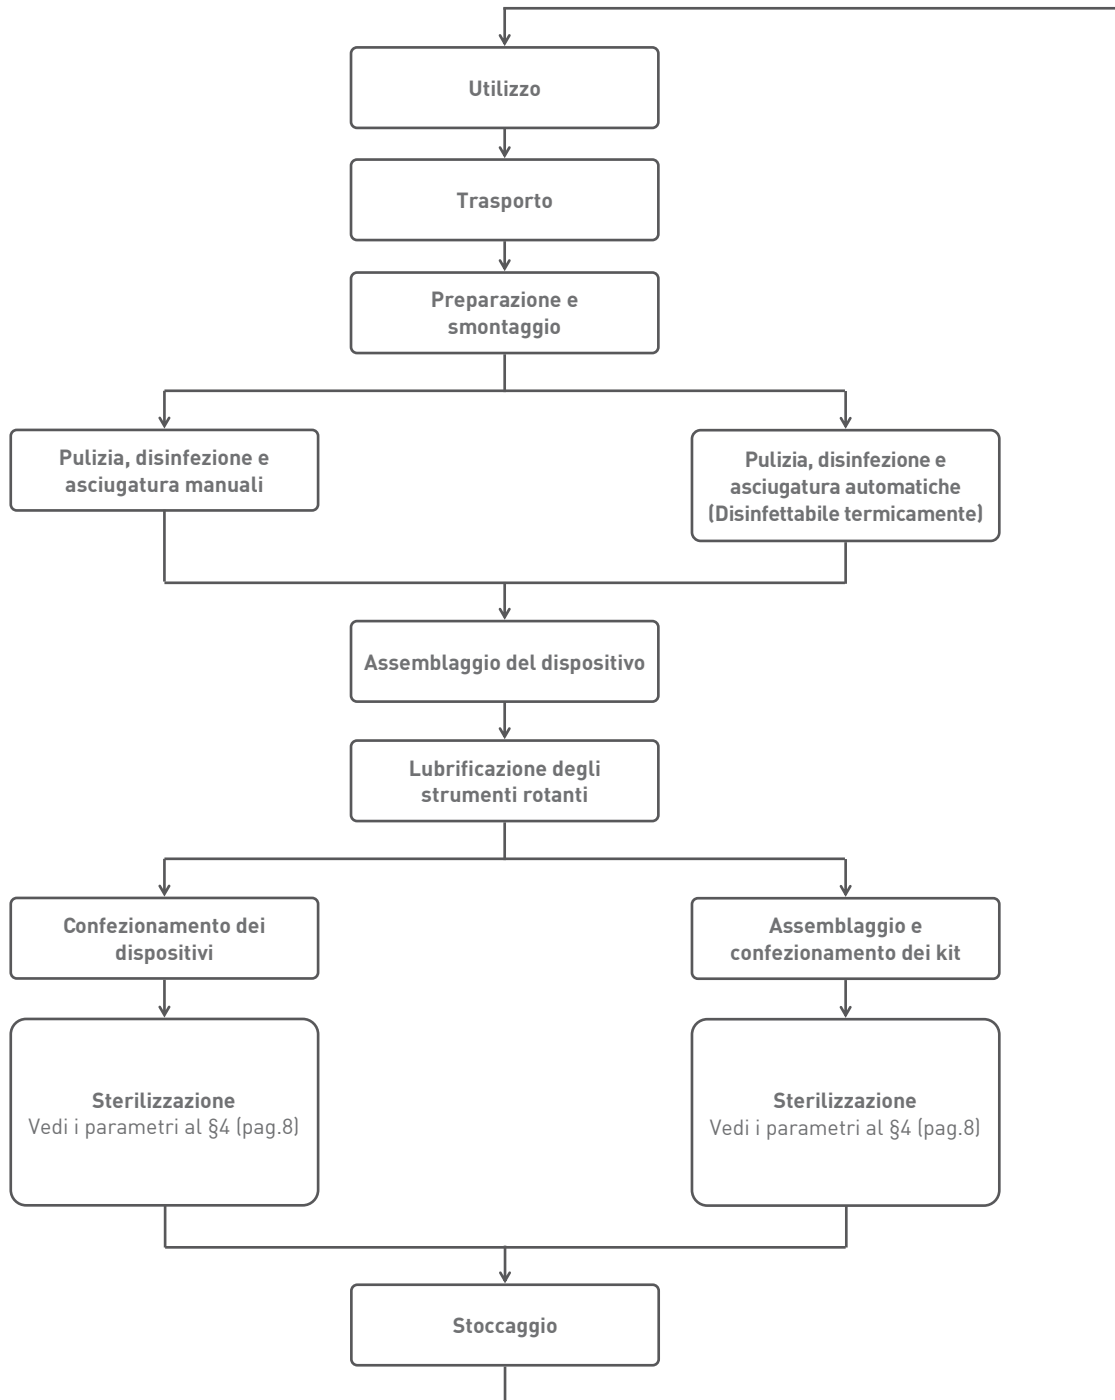 Utilizzo
Trasporto
Preparazione e
smontaggio
Pulizia, disinfezione e
asciugatura manuali
Pulizia, disinfezione e
asciugatura automatiche
(Disinfettabile termicamente)
Assemblaggio del dispositivo
Lubrificazione degli
strumenti rotanti
Confezionamento dei
dispositivi
Assemblaggio e
confezionamento dei kit
Sterilizzazione
Vedi i parametri al §4 (pag.8)
Sterilizzazione
Vedi i parametri al §4 (pag.8)
Stoccaggio